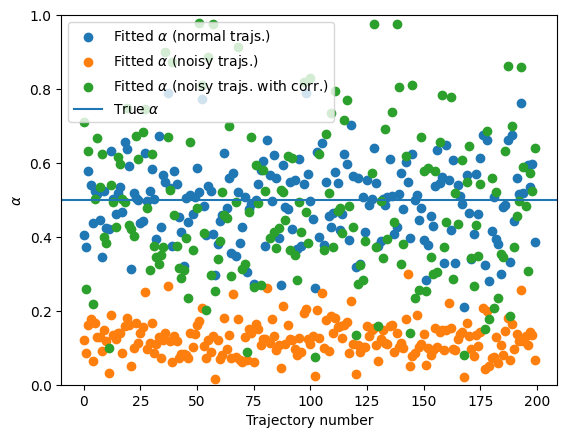 1.0
0.8
0.6
0.4
0.2
0.0
α
Fitted α (normal trajs.)
Fitted α (noisy trajs.)
Fitted α (noisy trajs. with corr.)
True α
0
25
50
75
100
125
150
175
200
Trajectory number